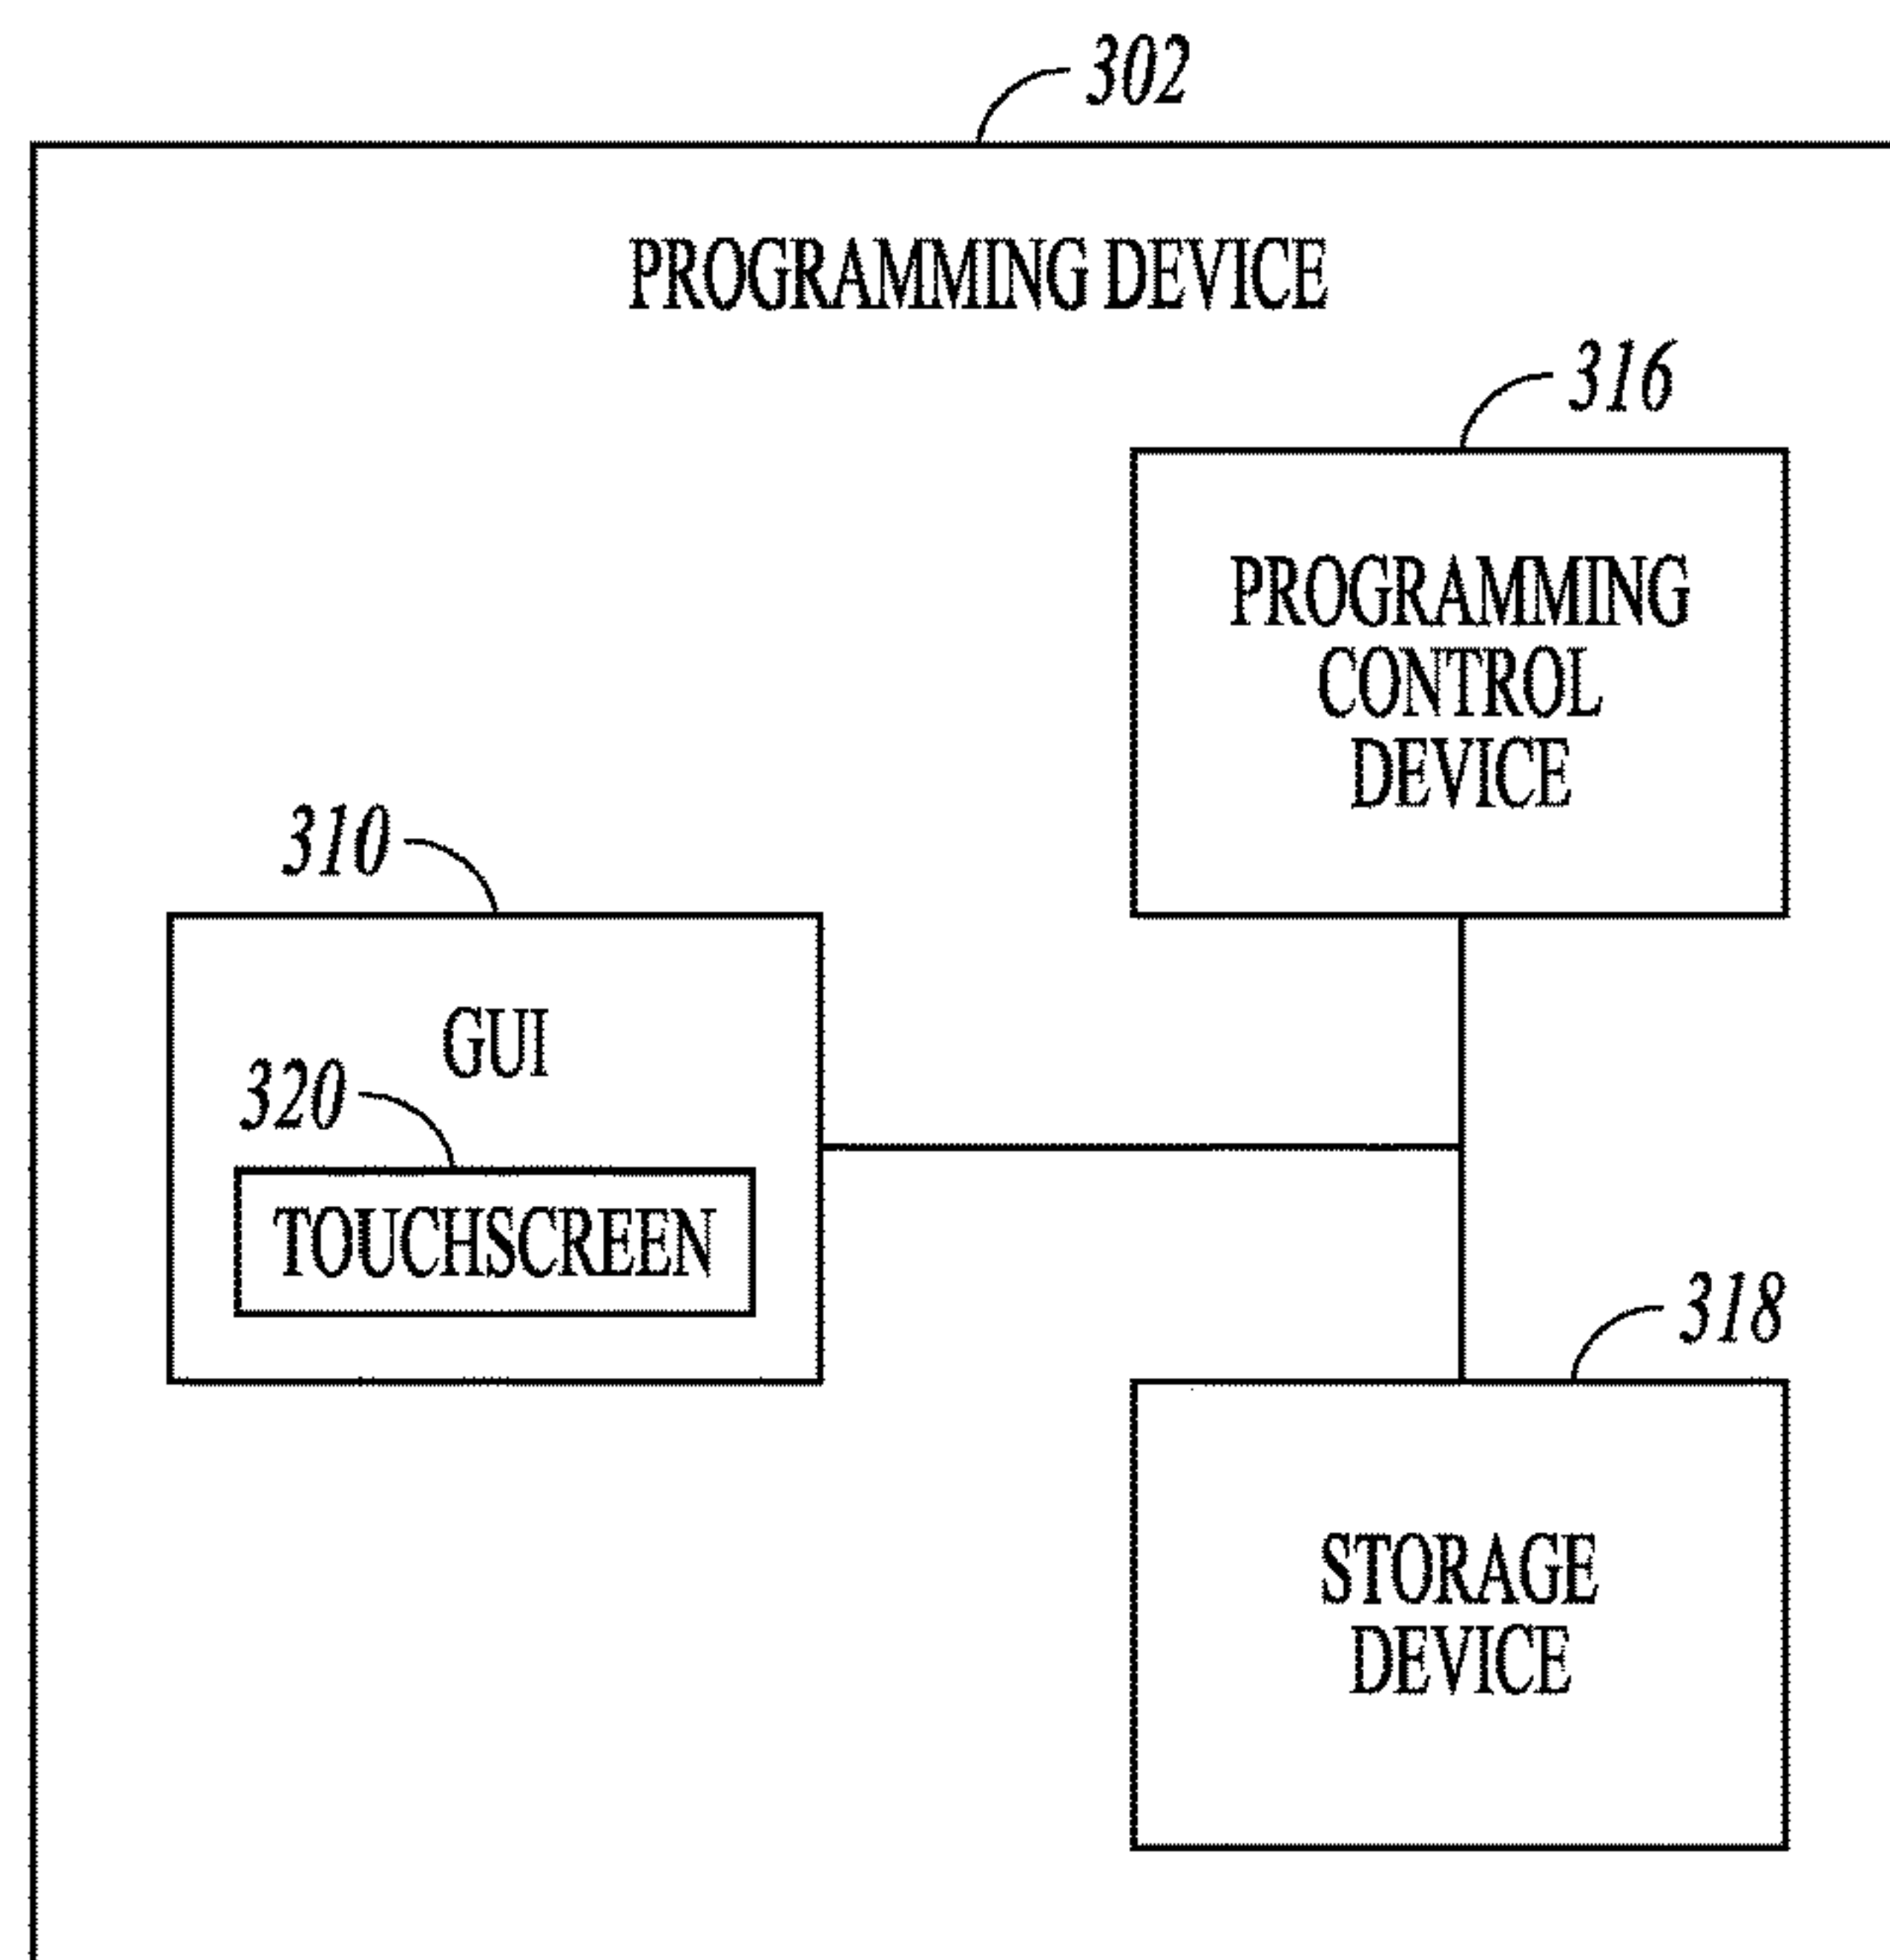 302
PROGRAMMING DEVICE
316
PROGRAMMING
CONTROL
DEVICE
310
GUI
320
TOUCHSCREEN
318
STORAGE
DEVICE